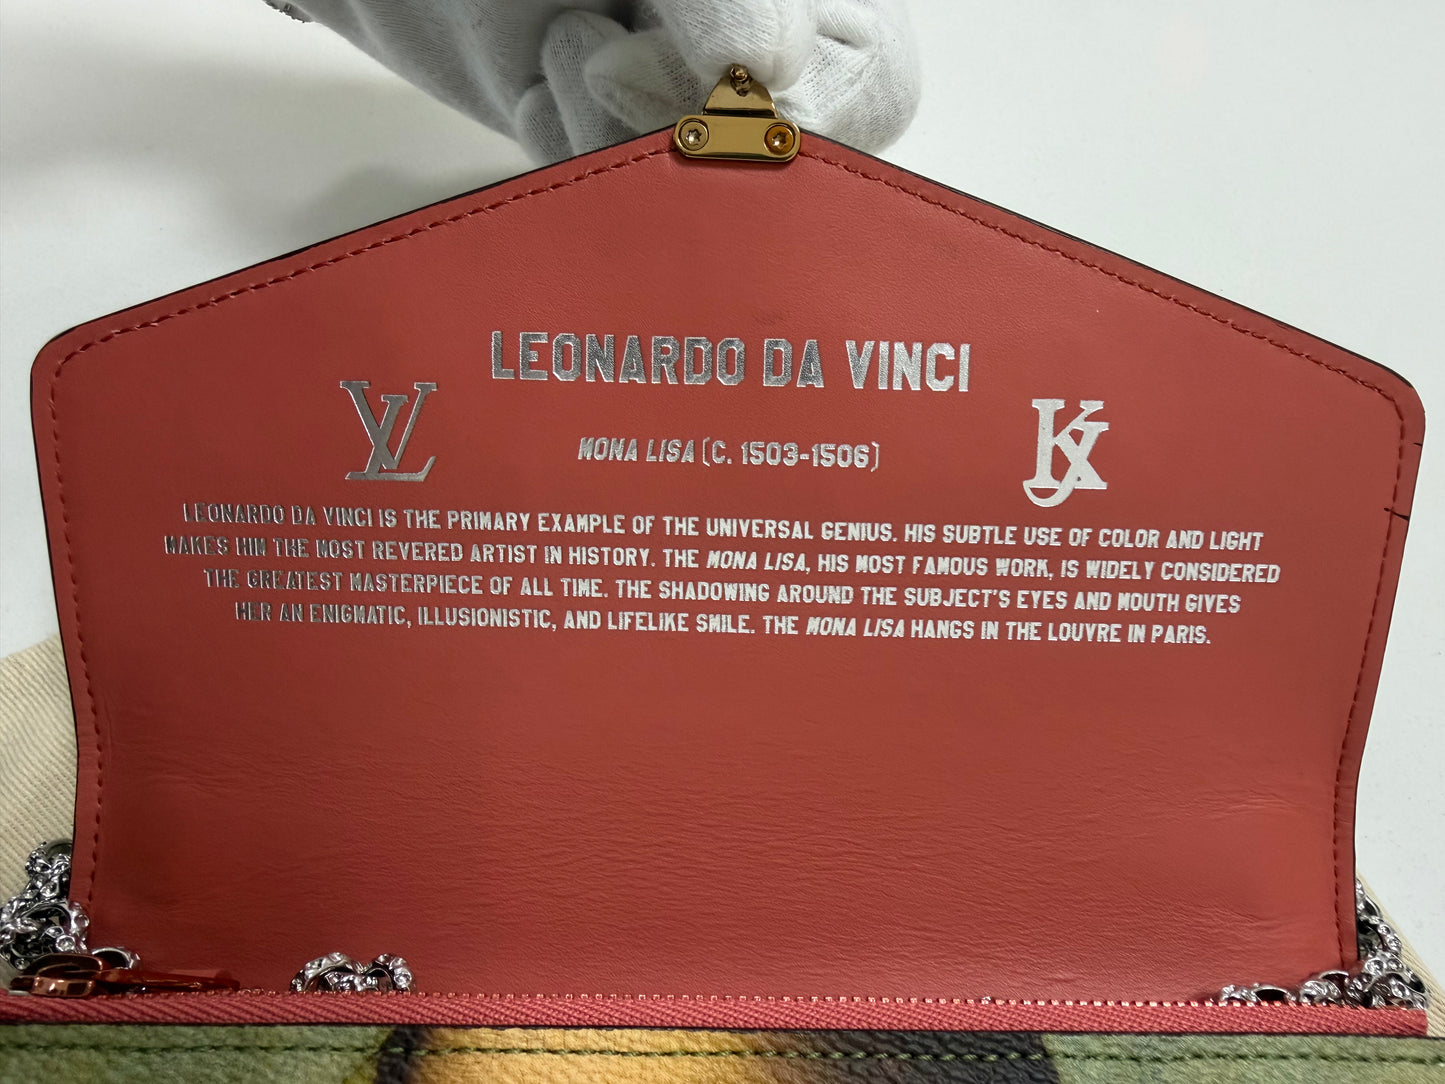 LEONARDO DA VINCI
LV
JK
MONA LISA (C. 1503-1506)
LEONARDO DA VINCI IS THE PRIMARY EXAMPLE OF THE UNIVERSAL GENIUS. HIS SUBTLE USE OF COLOR AND LIGHT
MAKES HIM THE MOST REVERED ARTIST IN HISTORY. THE MONA LISA, HIS MOST FAMOUS WORK, IS WIDELY CONSIDERED
THE GREATEST MASTERPIECE OF ALL TIME. THE SHADOWING AROUND THE SUBJECT'S EYES AND MOUTH GIVES
HER AN ENIGMATIC, ILLUSIONISTIC, AND LIFELIKE SMILE. THE MONA LISA HANGS IN THE LOUVRE IN PARIS.